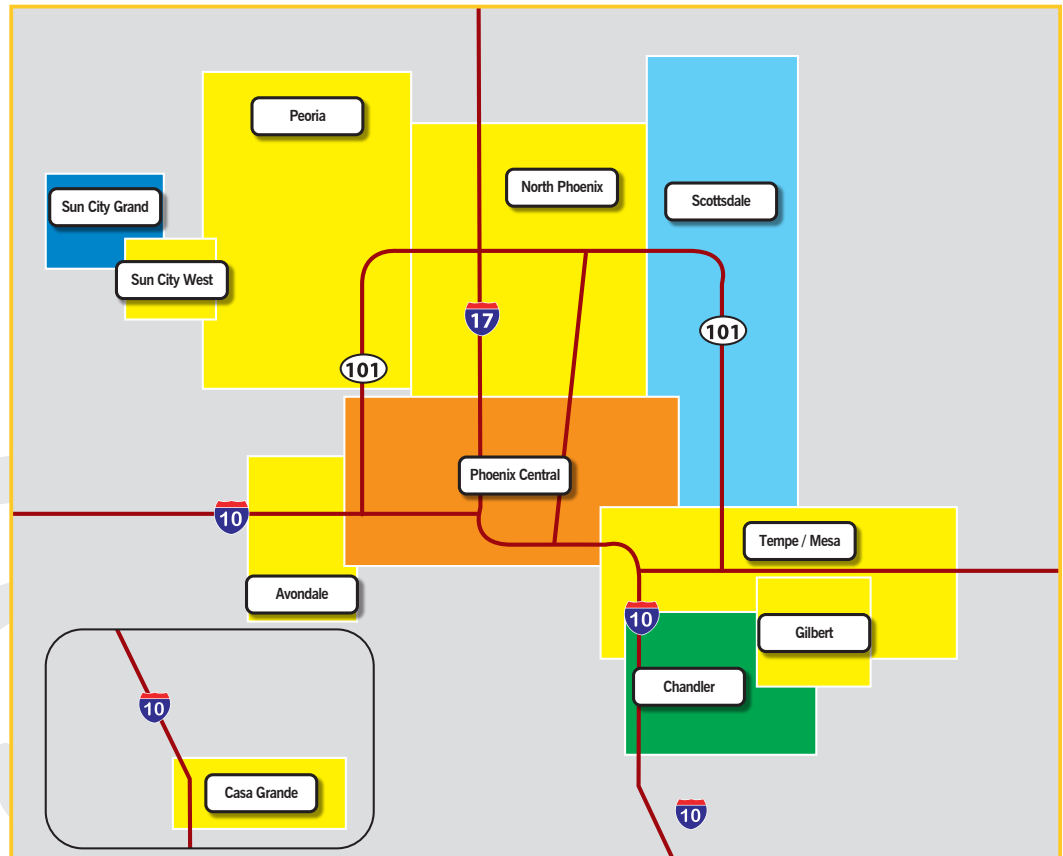 Peoria
North Phoenix
Scottsdale
Sun City Grand
Sun City West
17
101
101
Phoenix Central
10
Tempe / Mesa
Avondale
10
Gilbert
Chandler
10
Casa Grande
10